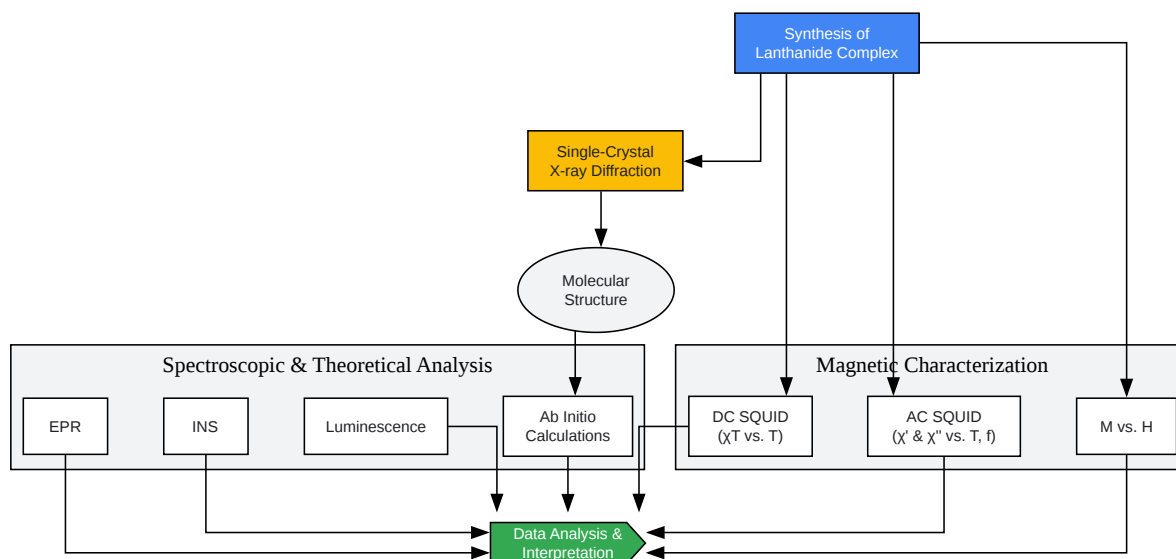 Synthesis of
Lanthanide Complex
Single-Crystal
X-ray Diffraction
Molecular
Structure
Spectroscopic & Theoretical Analysis
Magnetic Characterization
EPR
INS
Luminescence
Ab Initio
Calculations
DC SQUID
(χT vs. T)
AC SQUID
(χ' & χ'' vs. T, f)
M vs. H
Data Analysis &
Interpretation